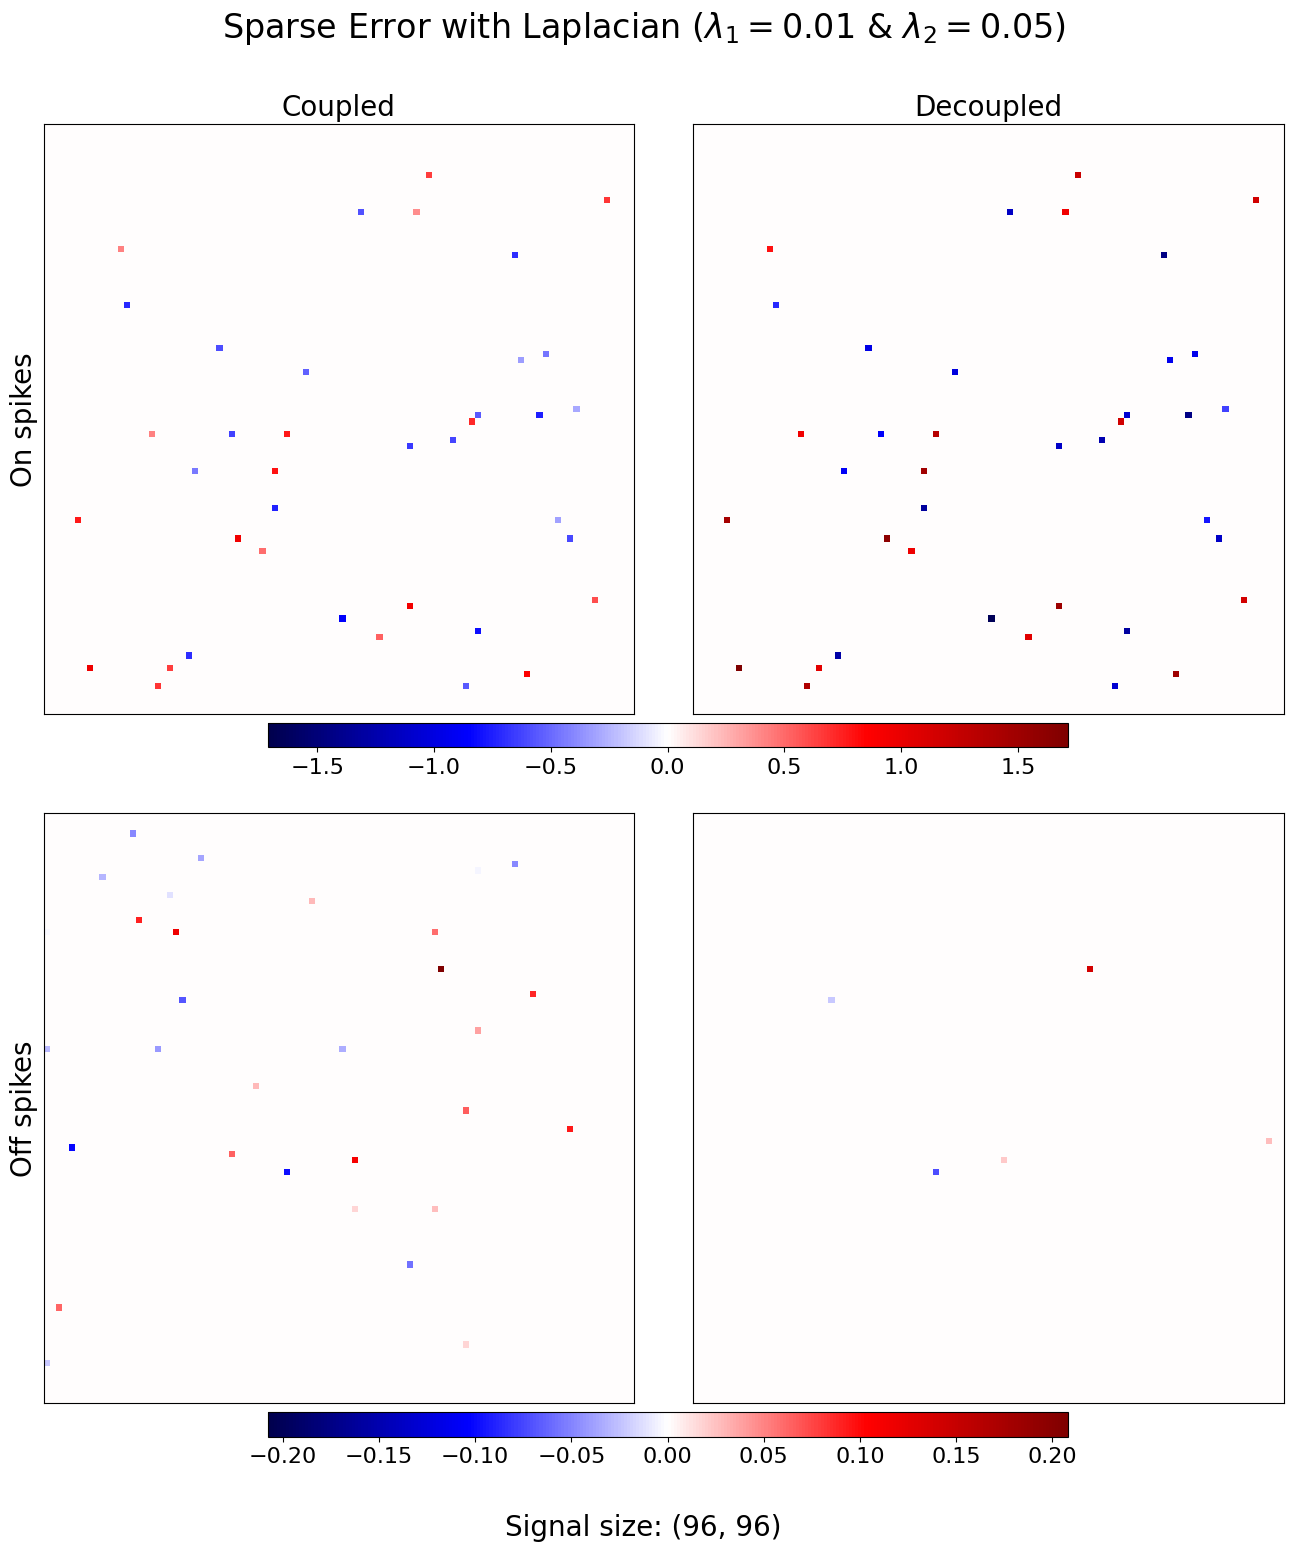 Sparse Error with Laplacian (λ₁ = 0.01 & λ₂ = 0.05)
Coupled
Decoupled
On spikes
−1.5 −1.0 −0.5 0.0 0.5 1.0 1.5
Off spikes
−0.20 −0.15 −0.10 −0.05 0.00 0.05 0.10 0.15 0.20
Signal size: (96, 96)